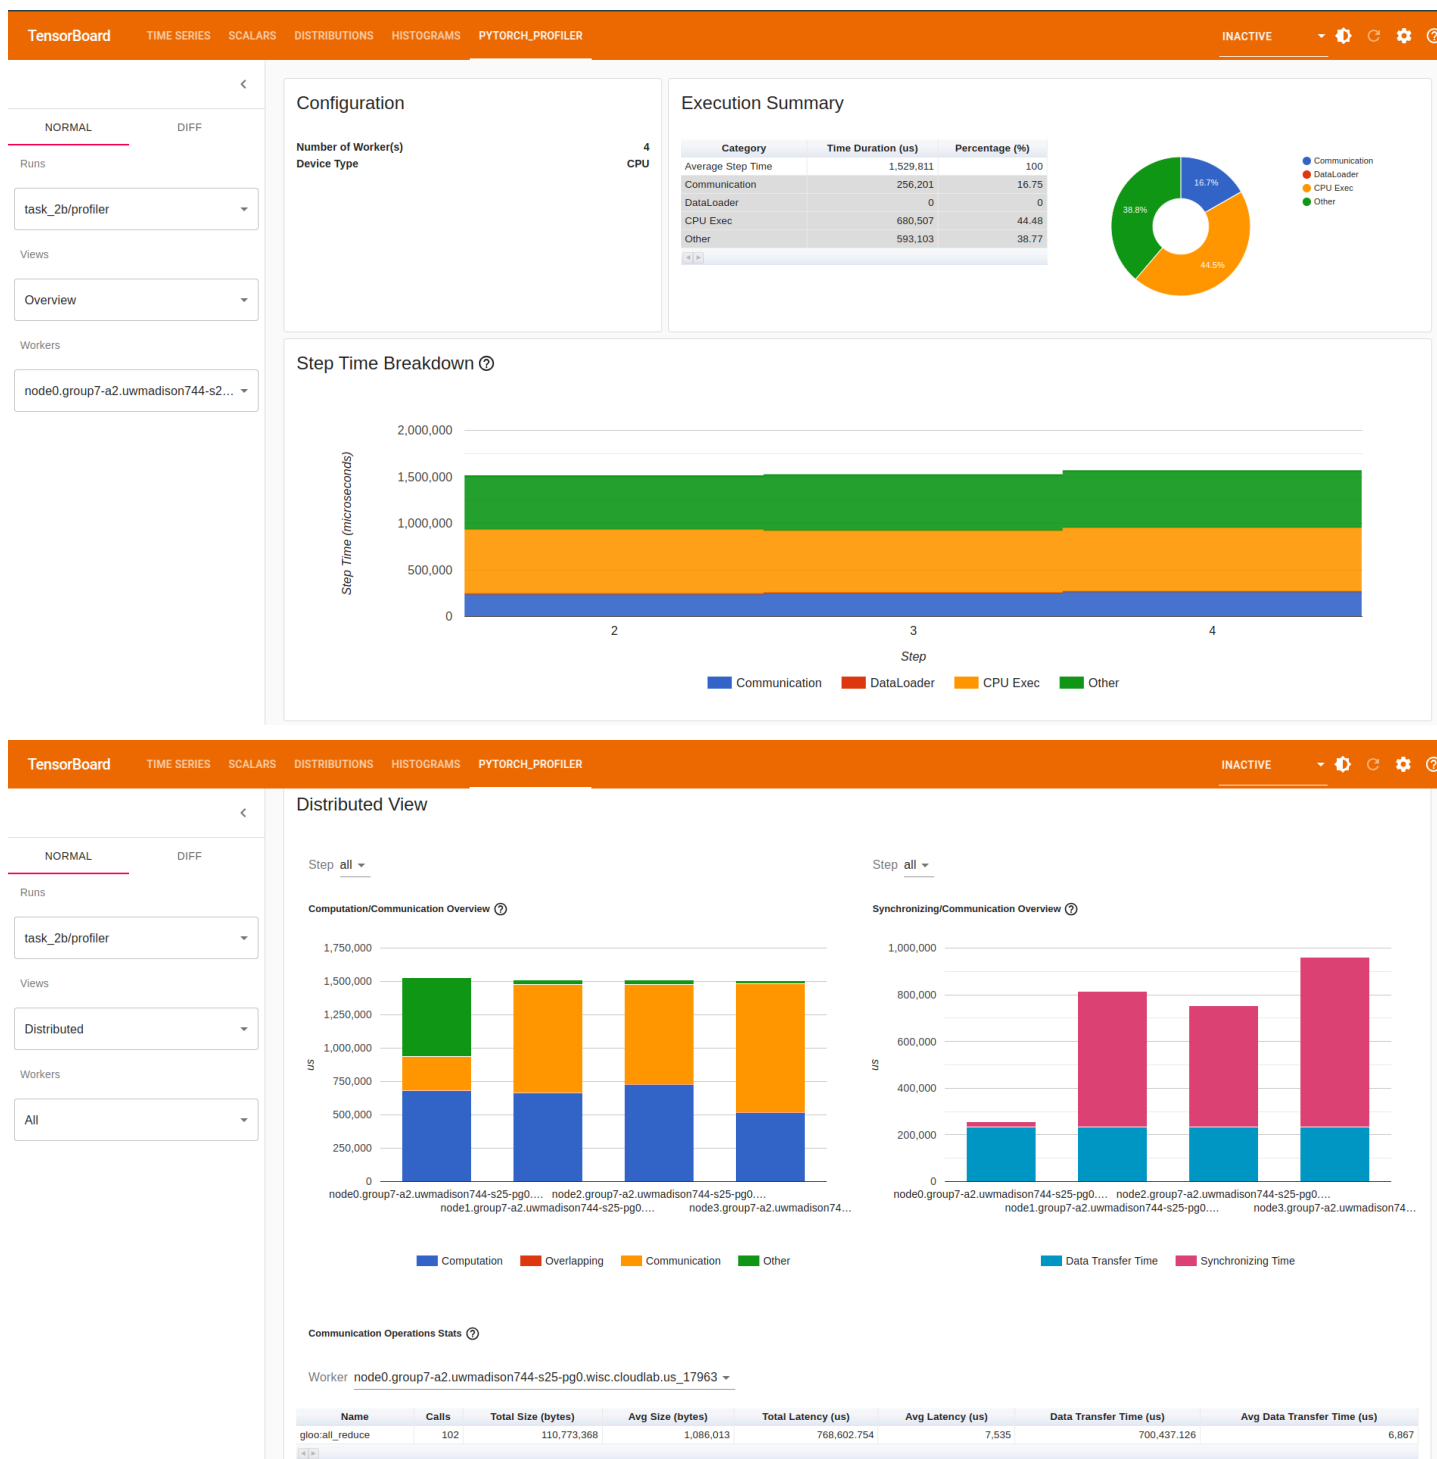 TensorBoard TIME SERIES SCALARS DISTRIBUTIONS HISTOGRAMS PYTORCH_PROFILER INACTIVE
NORMAL DIFF
Runs
task_2b/profiler
Views
Overview
Workers
node0.group7-a2.uwmadison744-s2...
Configuration
Number of Worker(s) 4
Device Type CPU
Execution Summary
Category Time Duration (us) Percentage (%)
Average Step Time 1,529,811 100
Communication 256,201 16.75
DataLoader 0 0
CPU Exec 680,507 44.48
Other 593,103 38.77
16.7%
38.8%
44.5%
Communication
DataLoader
CPU Exec
Other
Step Time Breakdown
Step Time (microseconds)
2,000,000
1,500,000
1,000,000
500,000
0
2 3 4
Step
Communication DataLoader CPU Exec Other
TensorBoard TIME SERIES SCALARS DISTRIBUTIONS HISTOGRAMS PYTORCH_PROFILER INACTIVE
NORMAL DIFF
Runs
task_2b/profiler
Views
Distributed
Workers
All
Distributed View
Step all
Computation/Communication Overview
us
1,750,000
1,500,000
1,250,000
1,000,000
750,000
500,000
250,000
0
node0.group7-a2.uwmadison744-s25-pg0.... node2.group7-a2.uwmadison744-s25-pg0....
node1.group7-a2.uwmadison744-s25-pg0.... node3.group7-a2.uwmadison74...
Computation Overlapping Communication Other
Step all
Synchronizing/Communication Overview
us
1,000,000
800,000
600,000
400,000
200,000
0
node0.group7-a2.uwmadison744-s25-pg0.... node2.group7-a2.uwmadison744-s25-pg0....
node1.group7-a2.uwmadison744-s25-pg0.... node3.group7-a2.uwmadison74...
Data Transfer Time Synchronizing Time
Communication Operations Stats
Worker node0.group7-a2.uwmadison744-s25-pg0.wisc.cloudlab.us_17963
Name Calls Total Size (bytes) Avg Size (bytes) Total Latency (us) Avg Latency (us) Data Transfer Time (us) Avg Data Transfer Time (us)
gloo:all_reduce 102 110,773,368 1,086,013 768,602.754 7,535 700,437.126 6,867